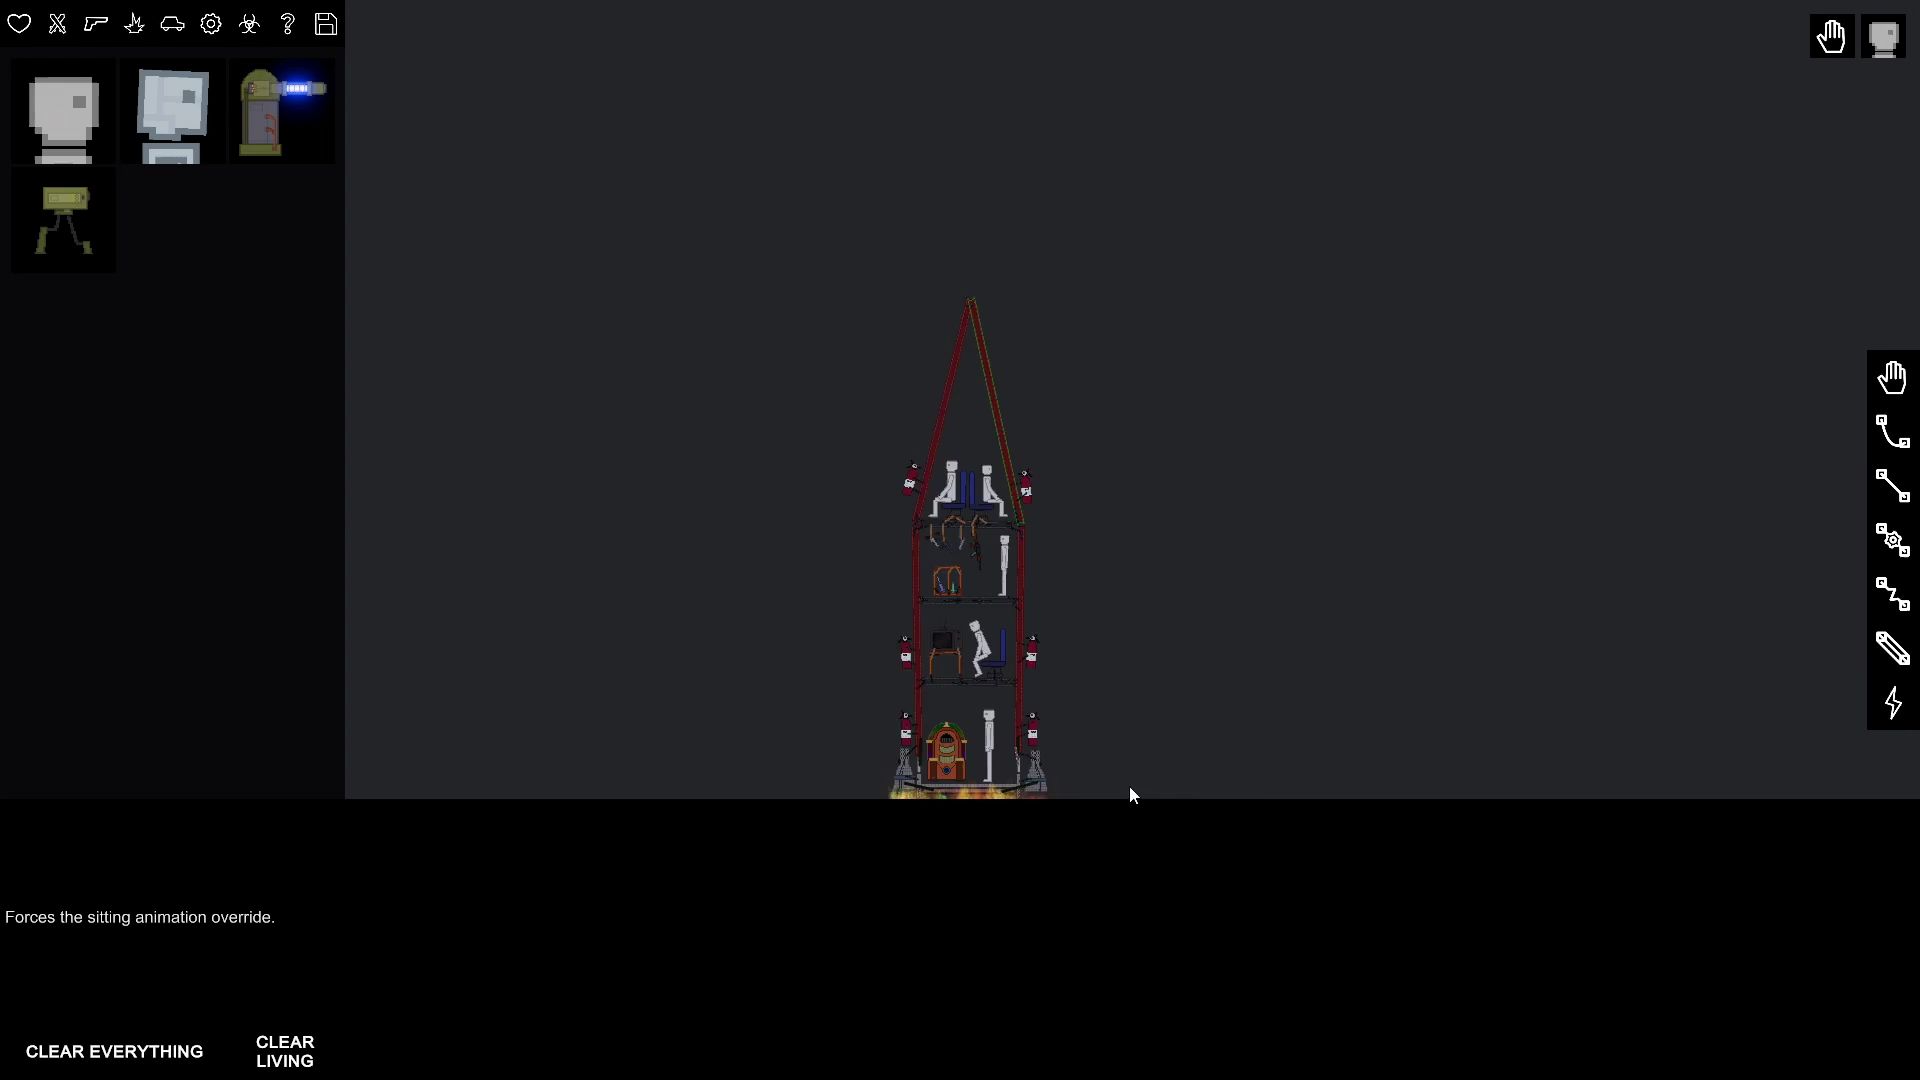 Forces the sitting animation override.
CLEAR EVERYTHING
CLEAR
LIVING